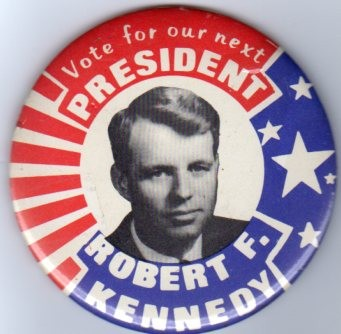 Vote for our next
PRESIDENT
ROBERT F.
KENNEDY